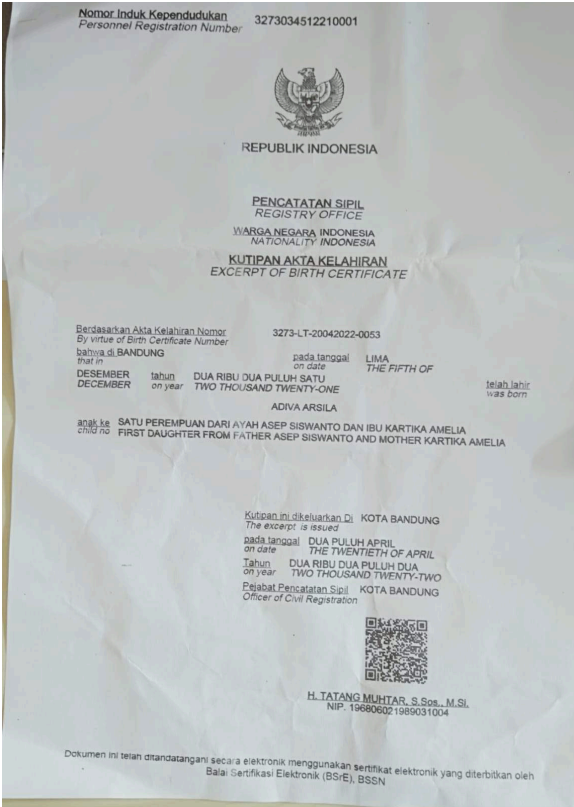 Nomor Induk Kependudukan 3273034512210001
Personnel Registration Number
REPUBLIK INDONESIA
PENCATATAN SIPIL
REGISTRY OFFICE
WARGA NEGARA INDONESIA
NATIONALITY INDONESIA
KUTIPAN AKTA KELAHIRAN
EXCERPT OF BIRTH CERTIFICATE
Berdasarkan Akta Kelahiran Nomor 3273-LT-20042022-0053
By virtue of Birth Certificate Number
bahwa di BANDUNG pada tanggal LIMA
that in on date THE FIFTH OF
DESEMBER tahun DUA RIBU DUA PULUH SATU telah lahir
DECEMBER on year TWO THOUSAND TWENTY-ONE was born
ADIVA ARSILA
anak ke SATU PEREMPUAN DARI AYAH ASEP SISWANTO DAN IBU KARTIKA AMELIA
child no FIRST DAUGHTER FROM FATHER ASEP SISWANTO AND MOTHER KARTIKA AMELIA
Kutipan ini dikeluarkan Di KOTA BANDUNG
The excerpt is issued
pada tanggal DUA PULUH APRIL
on date THE TWENTIETH OF APRIL
Tahun DUA RIBU DUA PULUH DUA
on year TWO THOUSAND TWENTY-TWO
Pejabat Pencatatan Sipil KOTA BANDUNG
Officer of Civil Registration
H. TATANG MUHTAR, S.Sos., M.SI.
NIP. 196806021989031004
Dokumen ini telah ditandatangani secara elektronik menggunakan sertifikat elektronik yang diterbitkan oleh
Balai Sertifikasi Elektronik (BSrE), BSSN